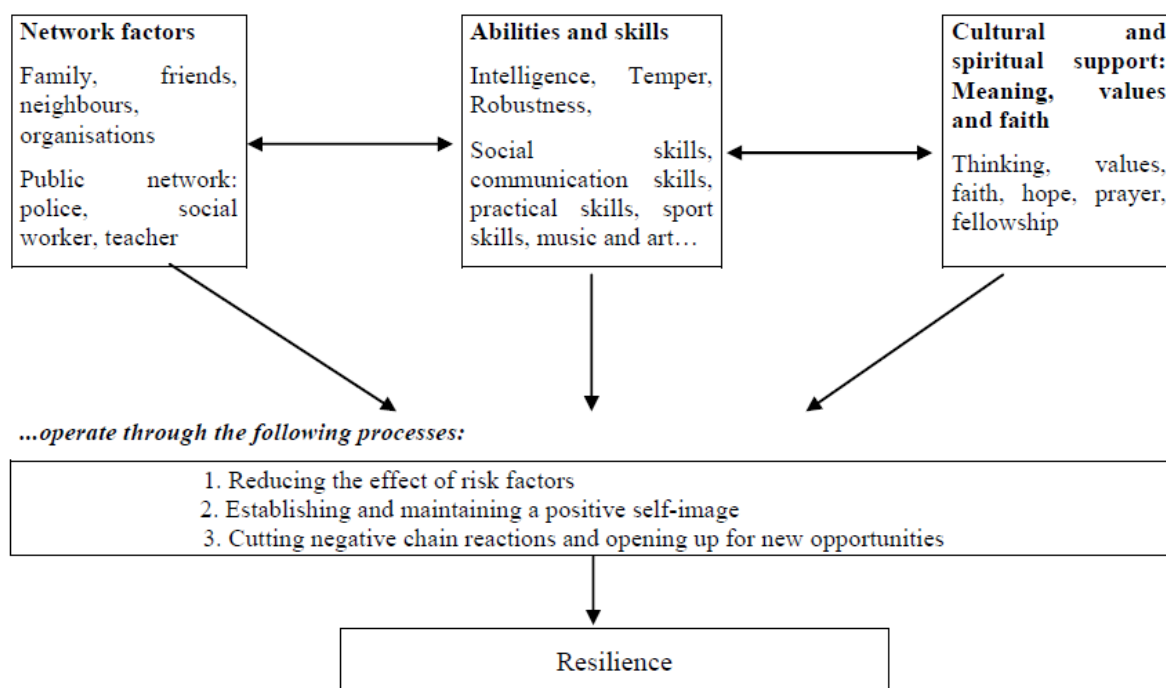 Network factors
Family, friends,
neighbours,
organisations
Public network:
police, social
worker, teacher
Abilities and skills
Intelligence, Temper,
Robustness,
Social skills,
communication skills,
practical skills, sport
skills, music and art…
Cultural and
spiritual support:
Meaning, values
and faith
Thinking, values,
faith, hope, prayer,
fellowship
...operate through the following processes:
1. Reducing the effect of risk factors
2. Establishing and maintaining a positive self-image
3. Cutting negative chain reactions and opening up for new opportunities
Resilience